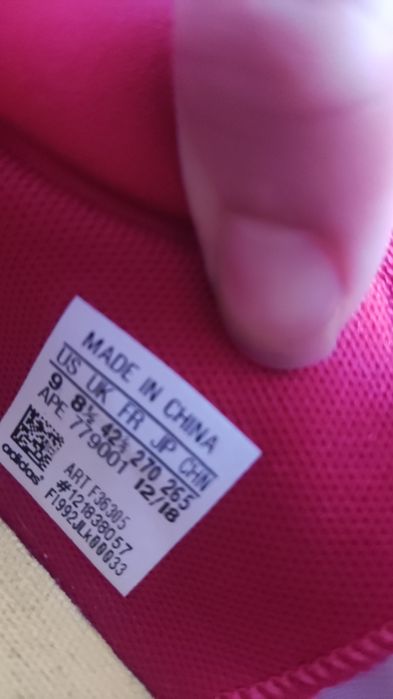 MADE IN CHINA
US UK FR JP CHN
9 8½ 42⅔ 270 265
APE 779001 12/18
ART F36305
#121838057
F1992JLk00033
adidas